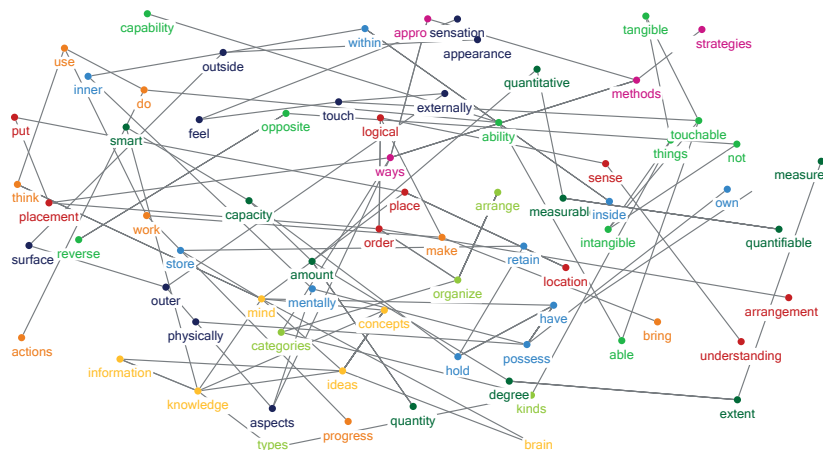 capability
appro
sensation
tangible
strategies
within
appearance
use
outside
inner
quantitative
methods
do
externally
touch
put
feel
opposite
logical
ability
touchable
smart
things
not
ways
sense
think
arrange
own
measure
placement
capacity
place
measurabl
inside
work
order
make
intangible
quantifiable
surface
reverse
store
retain
amount
location
outer
mentally
organize
mind
arrangement
physically
concepts
have
bring
actions
categories
able
understanding
possess
hold
information
ideas
knowledge
degree
kinds
extent
aspects
quantity
progress
types
brain